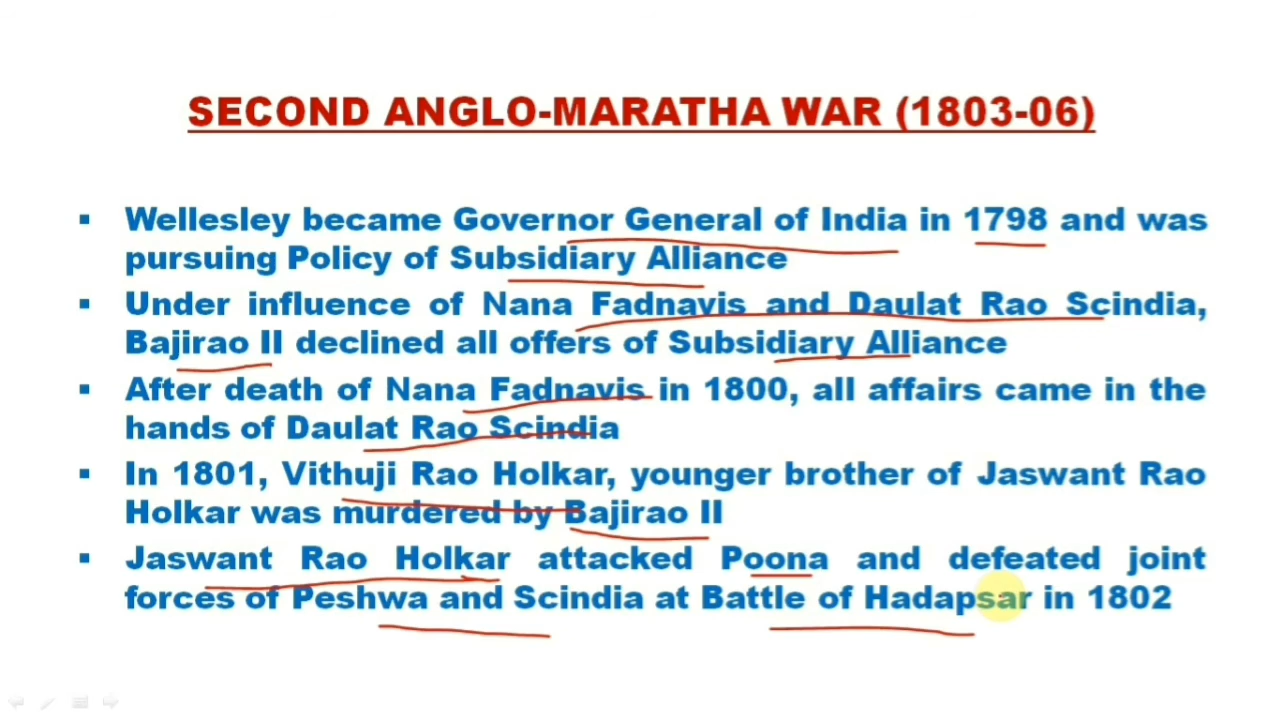 SECOND ANGLO-MARATHA WAR (1803-06)
▪ Wellesley became Governor General of India in 1798 and was
pursuing Policy of Subsidiary Alliance
▪ Under influence of Nana Fadnavis and Daulat Rao Scindia,
Bajirao II declined all offers of Subsidiary Alliance
▪ After death of Nana Fadnavis in 1800, all affairs came in the
hands of Daulat Rao Scindia
▪ In 1801, Vithuji Rao Holkar, younger brother of Jaswant Rao
Holkar was murdered by Bajirao II
▪ Jaswant Rao Holkar attacked Poona and defeated joint
forces of Peshwa and Scindia at Battle of Hadapsar in 1802